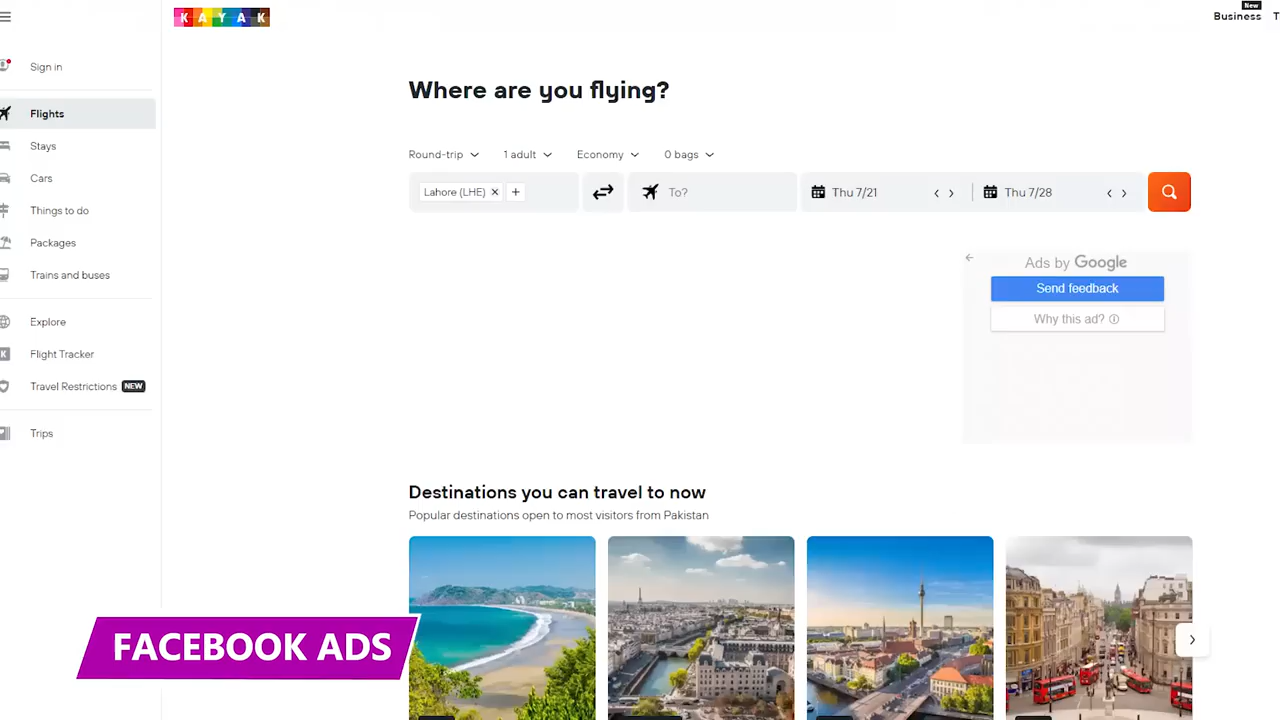 KAYAK
New
Business T
Sign in
Flights
Stays
Cars
Things to do
Packages
Trains and buses
Explore
Flight Tracker
Travel Restrictions NEW
Trips
Where are you flying?
Round-trip 1 adult Economy 0 bags
Lahore (LHE) × + To? Thu 7/21 Thu 7/28
Ads by Google
Send feedback
Why this ad?
Destinations you can travel to now
Popular destinations open to most visitors from Pakistan
FACEBOOK ADS